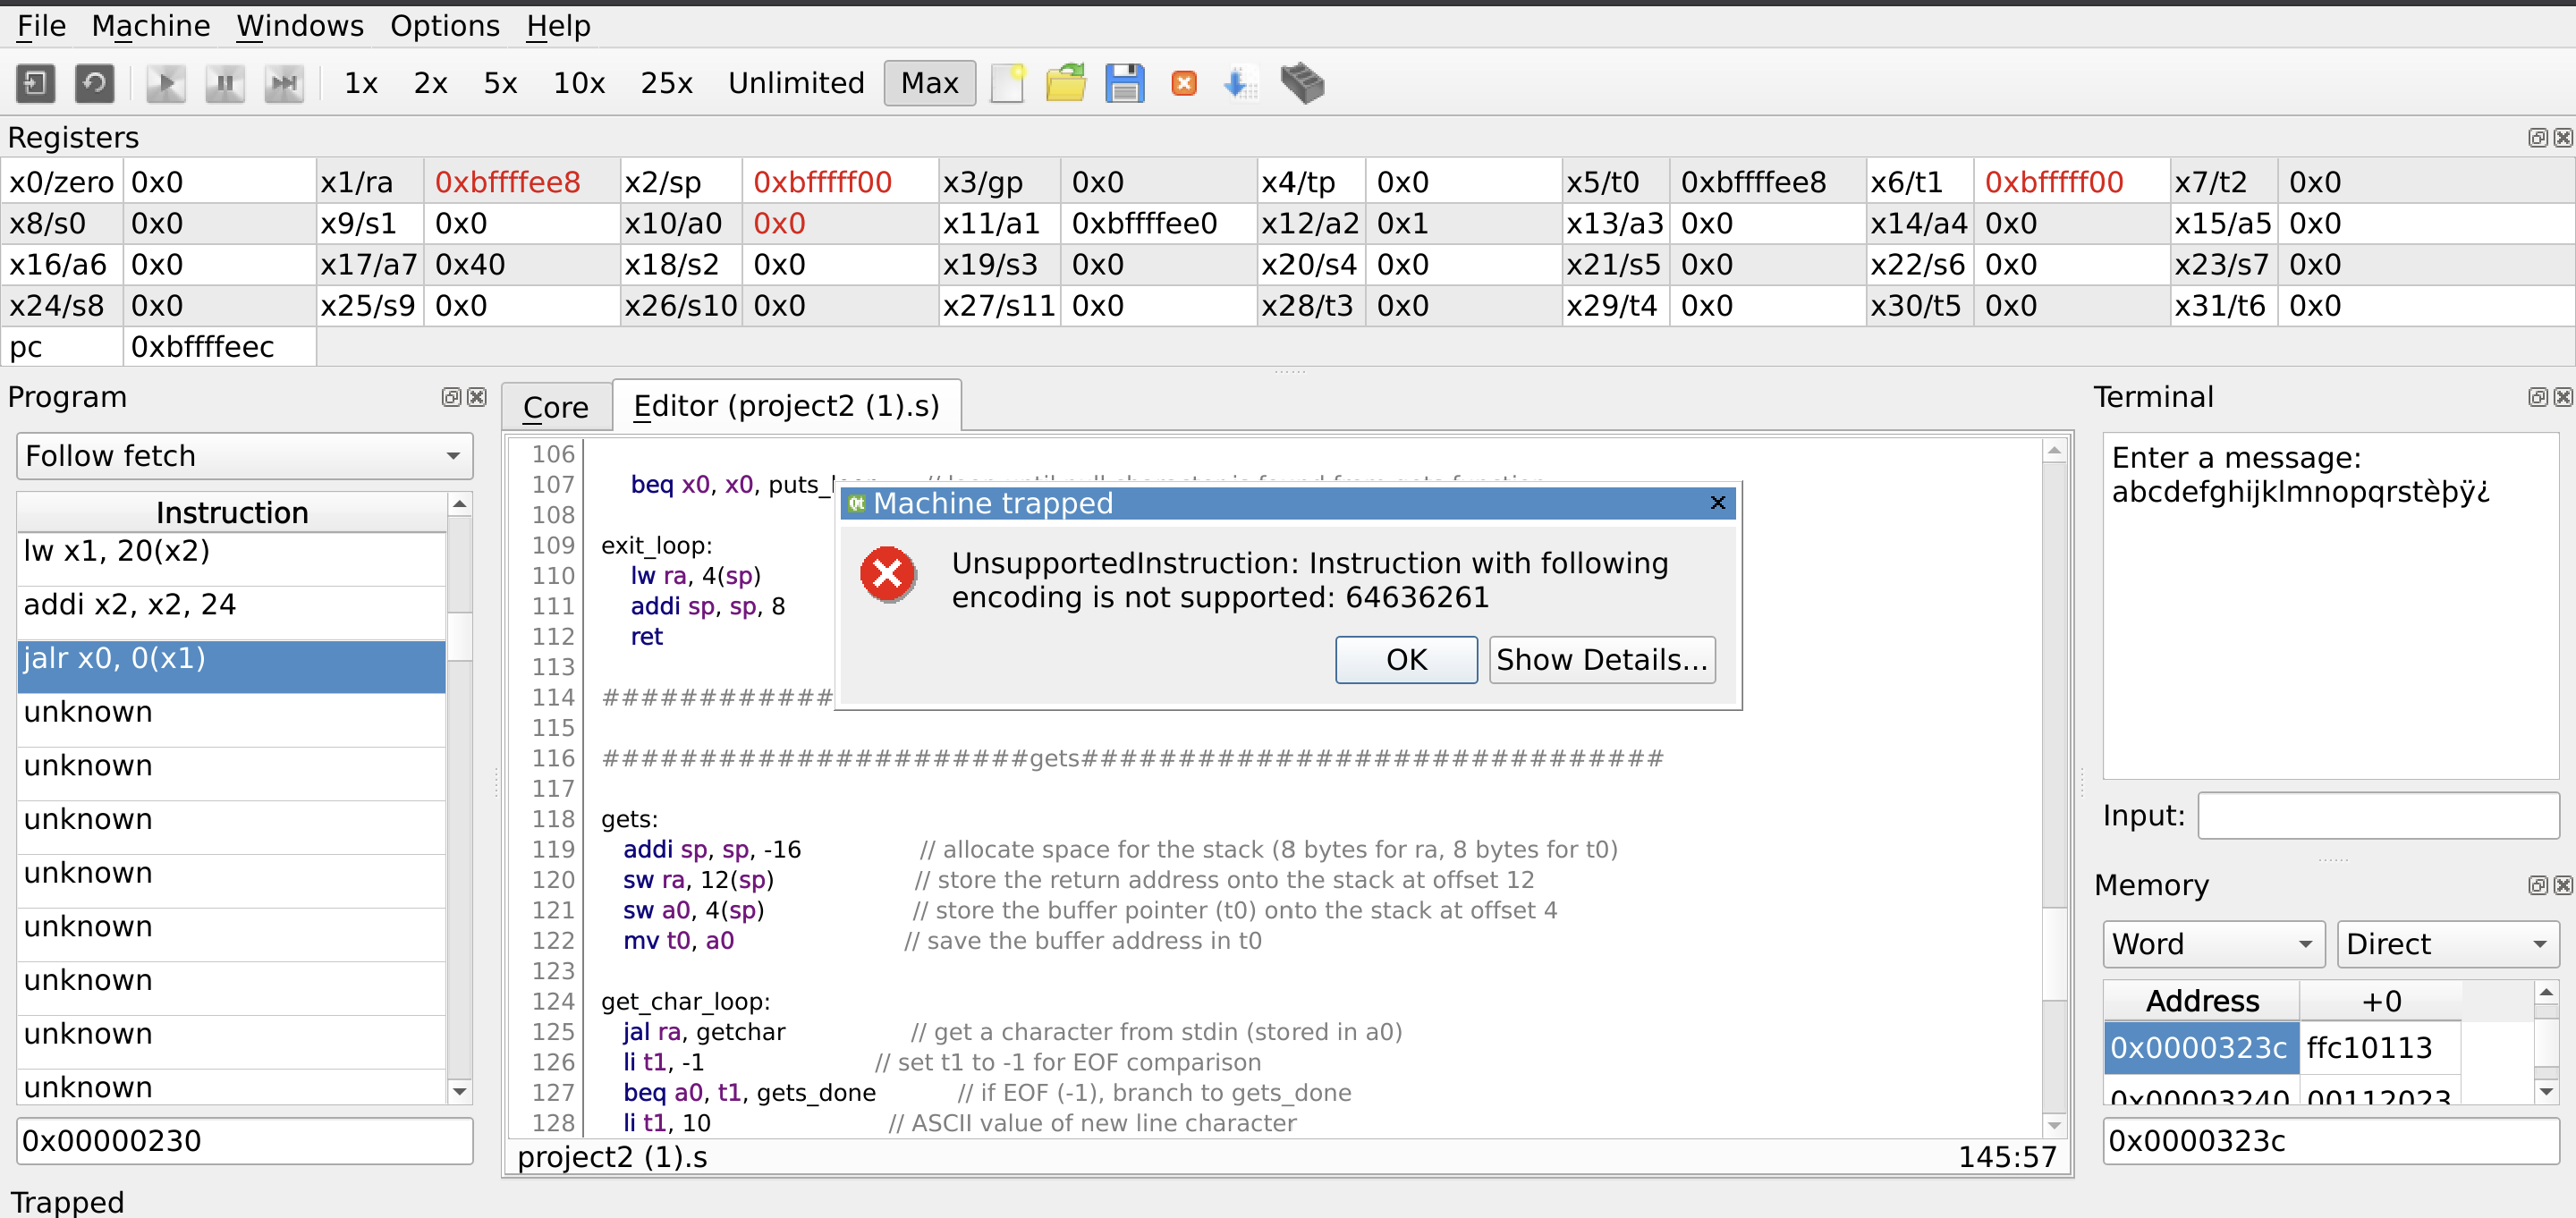 File Machine Windows Options Help
1x 2x 5x 10x 25x Unlimited Max
Registers
x0/zero 0x0 x1/ra 0xbffffee8 x2/sp 0xbfffff00 x3/gp 0x0 x4/tp 0x0 x5/t0 0xbffffee8 x6/t1 0xbfffff00 x7/t2 0x0
x8/s0 0x0 x9/s1 0x0 x10/a0 0x0 x11/a1 0xbffffee0 x12/a2 0x1 x13/a3 0x0 x14/a4 0x0 x15/a5 0x0
x16/a6 0x0 x17/a7 0x40 x18/s2 0x0 x19/s3 0x0 x20/s4 0x0 x21/s5 0x0 x22/s6 0x0 x23/s7 0x0
x24/s8 0x0 x25/s9 0x0 x26/s10 0x0 x27/s11 0x0 x28/t3 0x0 x29/t4 0x0 x30/t5 0x0 x31/t6 0x0
pc 0xbffffeec
Program
Follow fetch
Instruction
lw x1, 20(x2)
addi x2, x2, 24
jalr x0, 0(x1)
unknown
unknown
unknown
unknown
unknown
unknown
unknown
unknown
0x00000230
Core Editor (project2 (1).s)
106
107 beq x0, x0, puts_
108
109 exit_loop:
110 lw ra, 4(sp)
111 addi sp, sp, 8
112 ret
113
114 ############
115
116 ######################gets##############################
117
118 gets:
119 addi sp, sp, -16 // allocate space for the stack (8 bytes for ra, 8 bytes for t0)
120 sw ra, 12(sp) // store the return address onto the stack at offset 12
121 sw a0, 4(sp) // store the buffer pointer (t0) onto the stack at offset 4
122 mv t0, a0 // save the buffer address in t0
123
124 get_char_loop:
125 jal ra, getchar // get a character from stdin (stored in a0)
126 li t1, -1 // set t1 to -1 for EOF comparison
127 beq a0, t1, gets_done // if EOF (-1), branch to gets_done
128 li t1, 10 // ASCII value of new line character
project2 (1).s 145:57
Machine trapped
UnsupportedInstruction: Instruction with following
encoding is not supported: 64636261
OK Show Details...
Terminal
Enter a message:
abcdefghijklmnopqrstèþÿ¿
Input:
Memory
Word Direct
Address +0
0x0000323c ffc10113
0x00003240 00112023
0x0000323c
Trapped